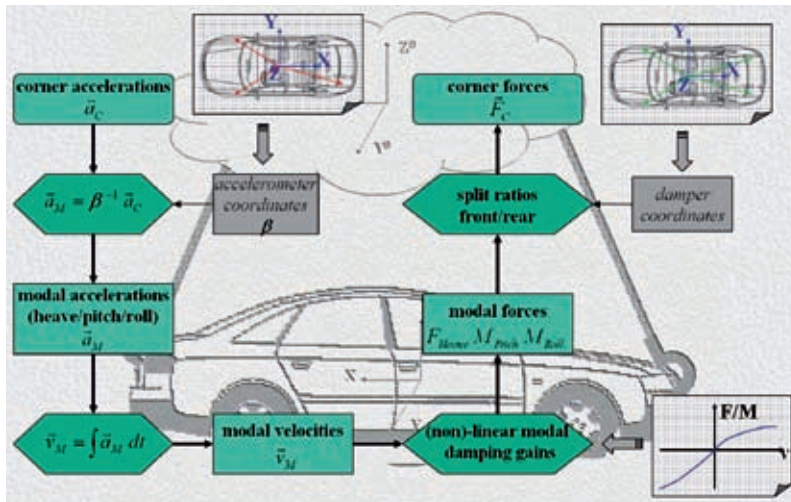 Y
X
Z
Z⁰
Y⁰
Y
X
Z
corner accelerations
a⃗_C
corner forces
F⃗_C
a⃗_M = β⁻¹ a⃗_C
accelerometer
coordinates
β
split ratios
front/rear
damper
coordinates
modal accelerations
(heave/pitch/roll)
a⃗_M
modal forces
F_Heave M_Pitch M_Roll
X
Y
F/M
v
v⃗_M = ∫ a⃗_M dt
modal velocities
v⃗_M
(non)-linear modal
damping gains